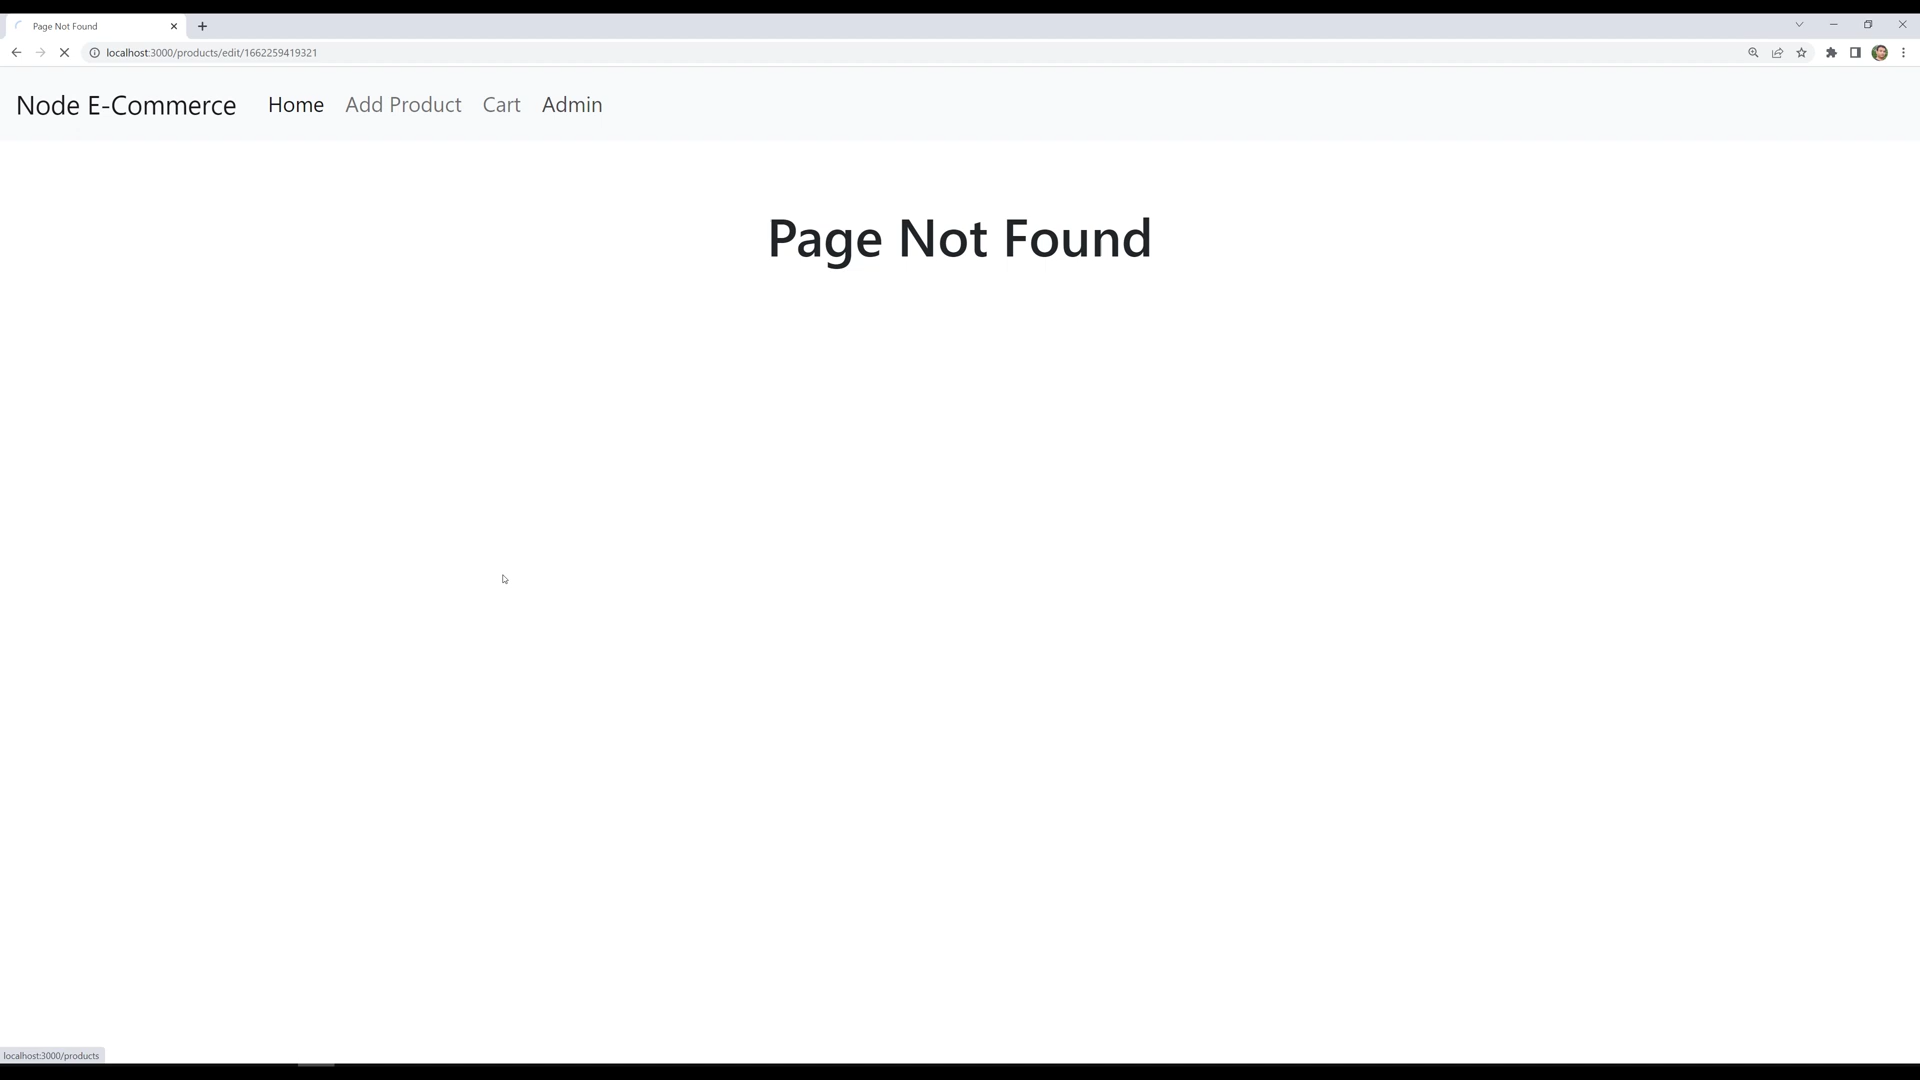 Page Not Found
localhost:3000/products/edit/1662259419321
Node E-Commerce Home Add Product Cart Admin
Page Not Found
localhost:3000/products